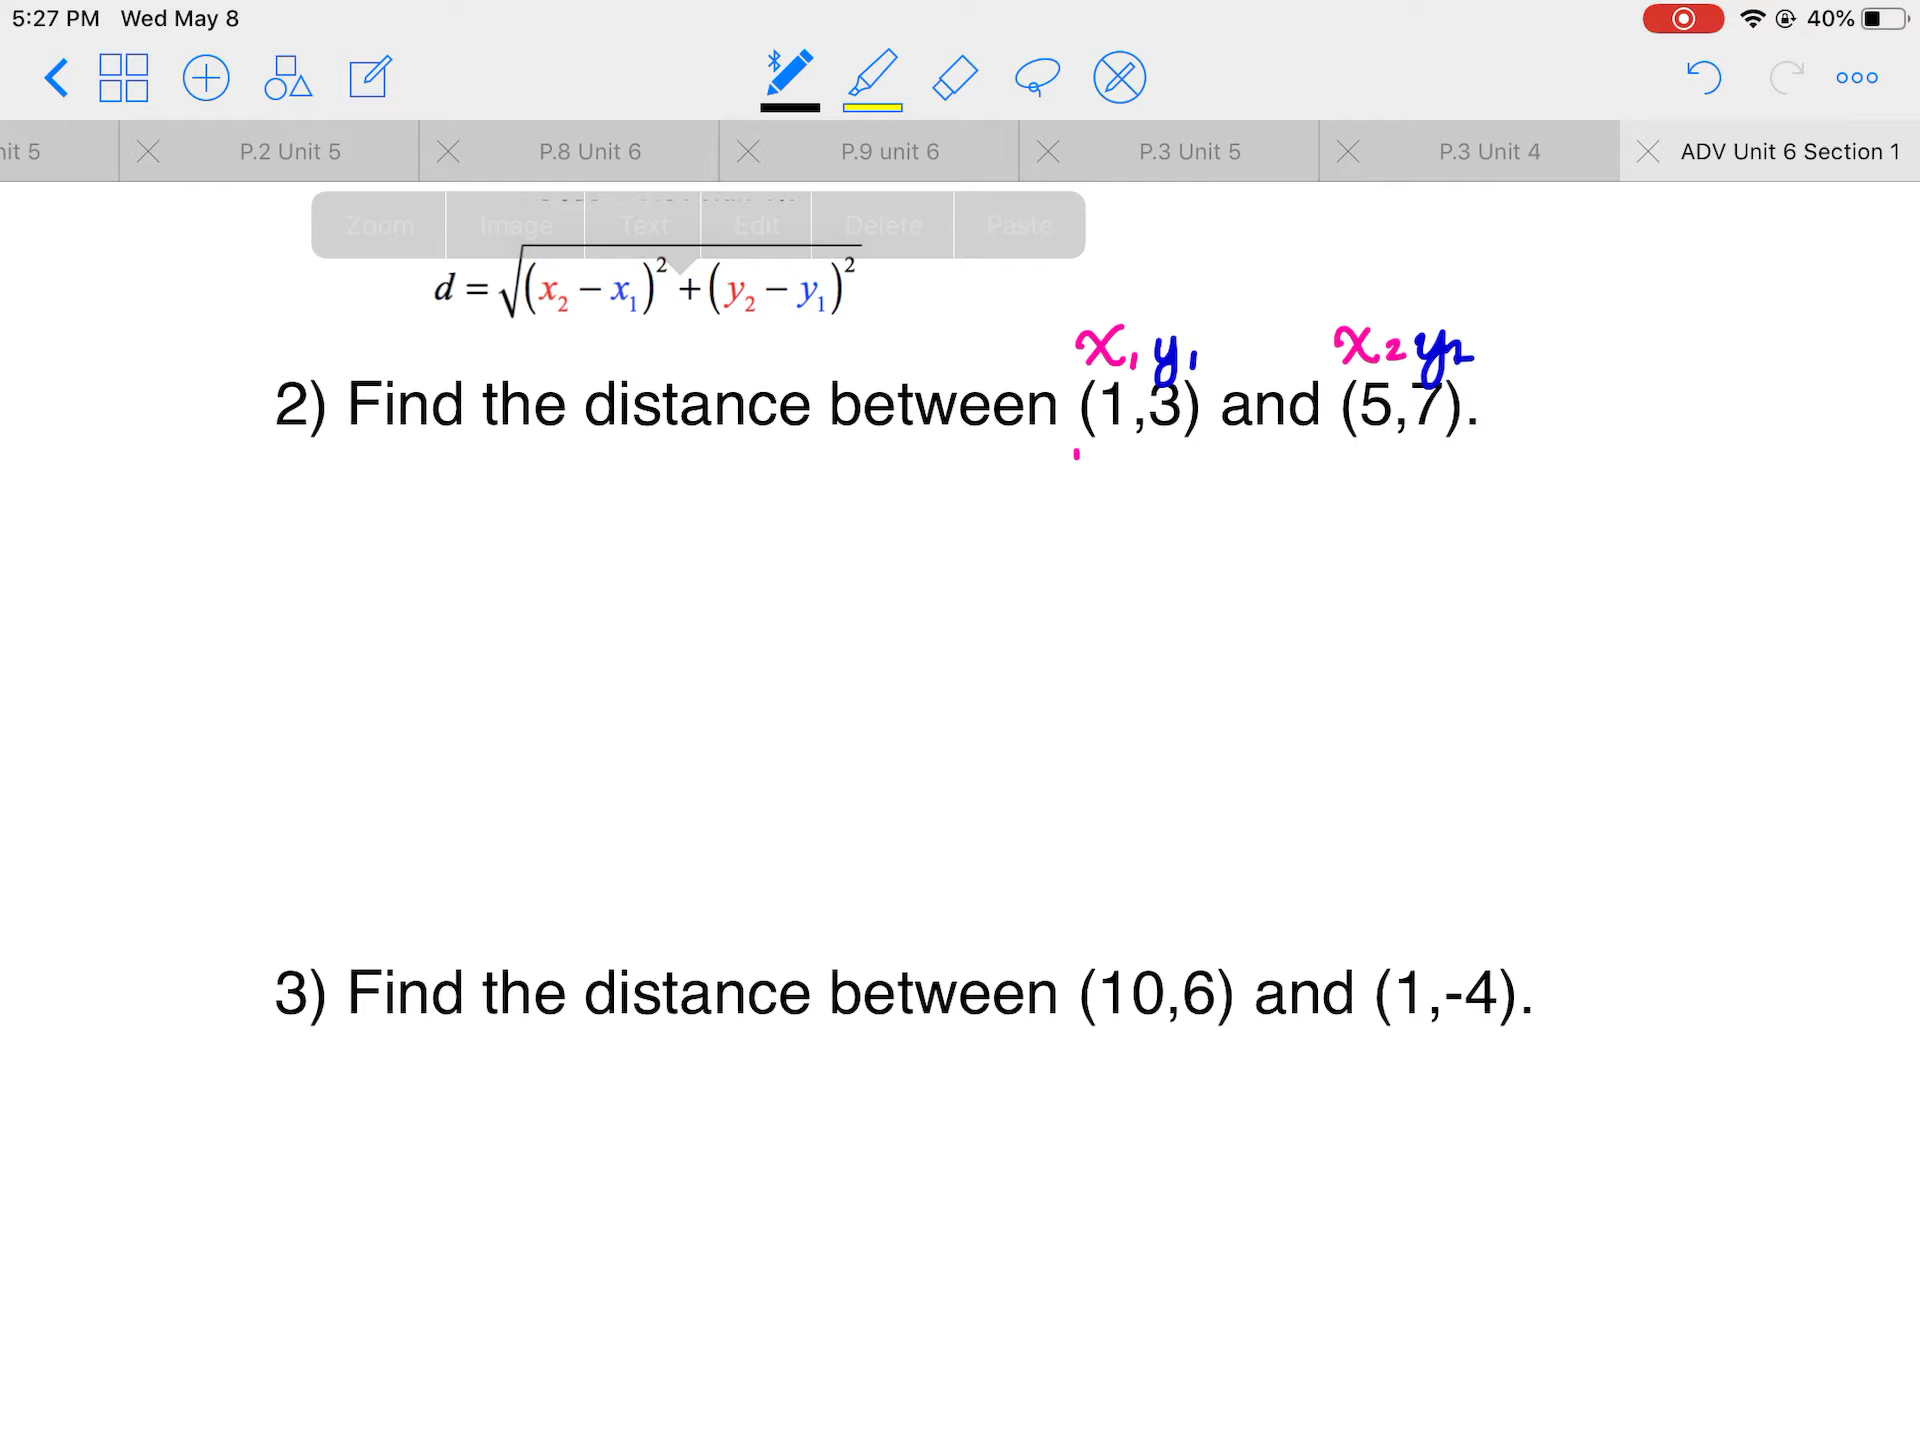 5:27 PM Wed May 8 40%
nit 5 P.2 Unit 5 P.8 Unit 6 P.9 unit 6 P.3 Unit 5 P.3 Unit 4 ADV Unit 6 Section 1
Zoom Image Text Edit Delete Paste
d = √(x₂ − x₁)² + (y₂ − y₁)²
x₁ y₁ x₂ y₂
2) Find the distance between (1,3) and (5,7).
3) Find the distance between (10,6) and (1,-4).